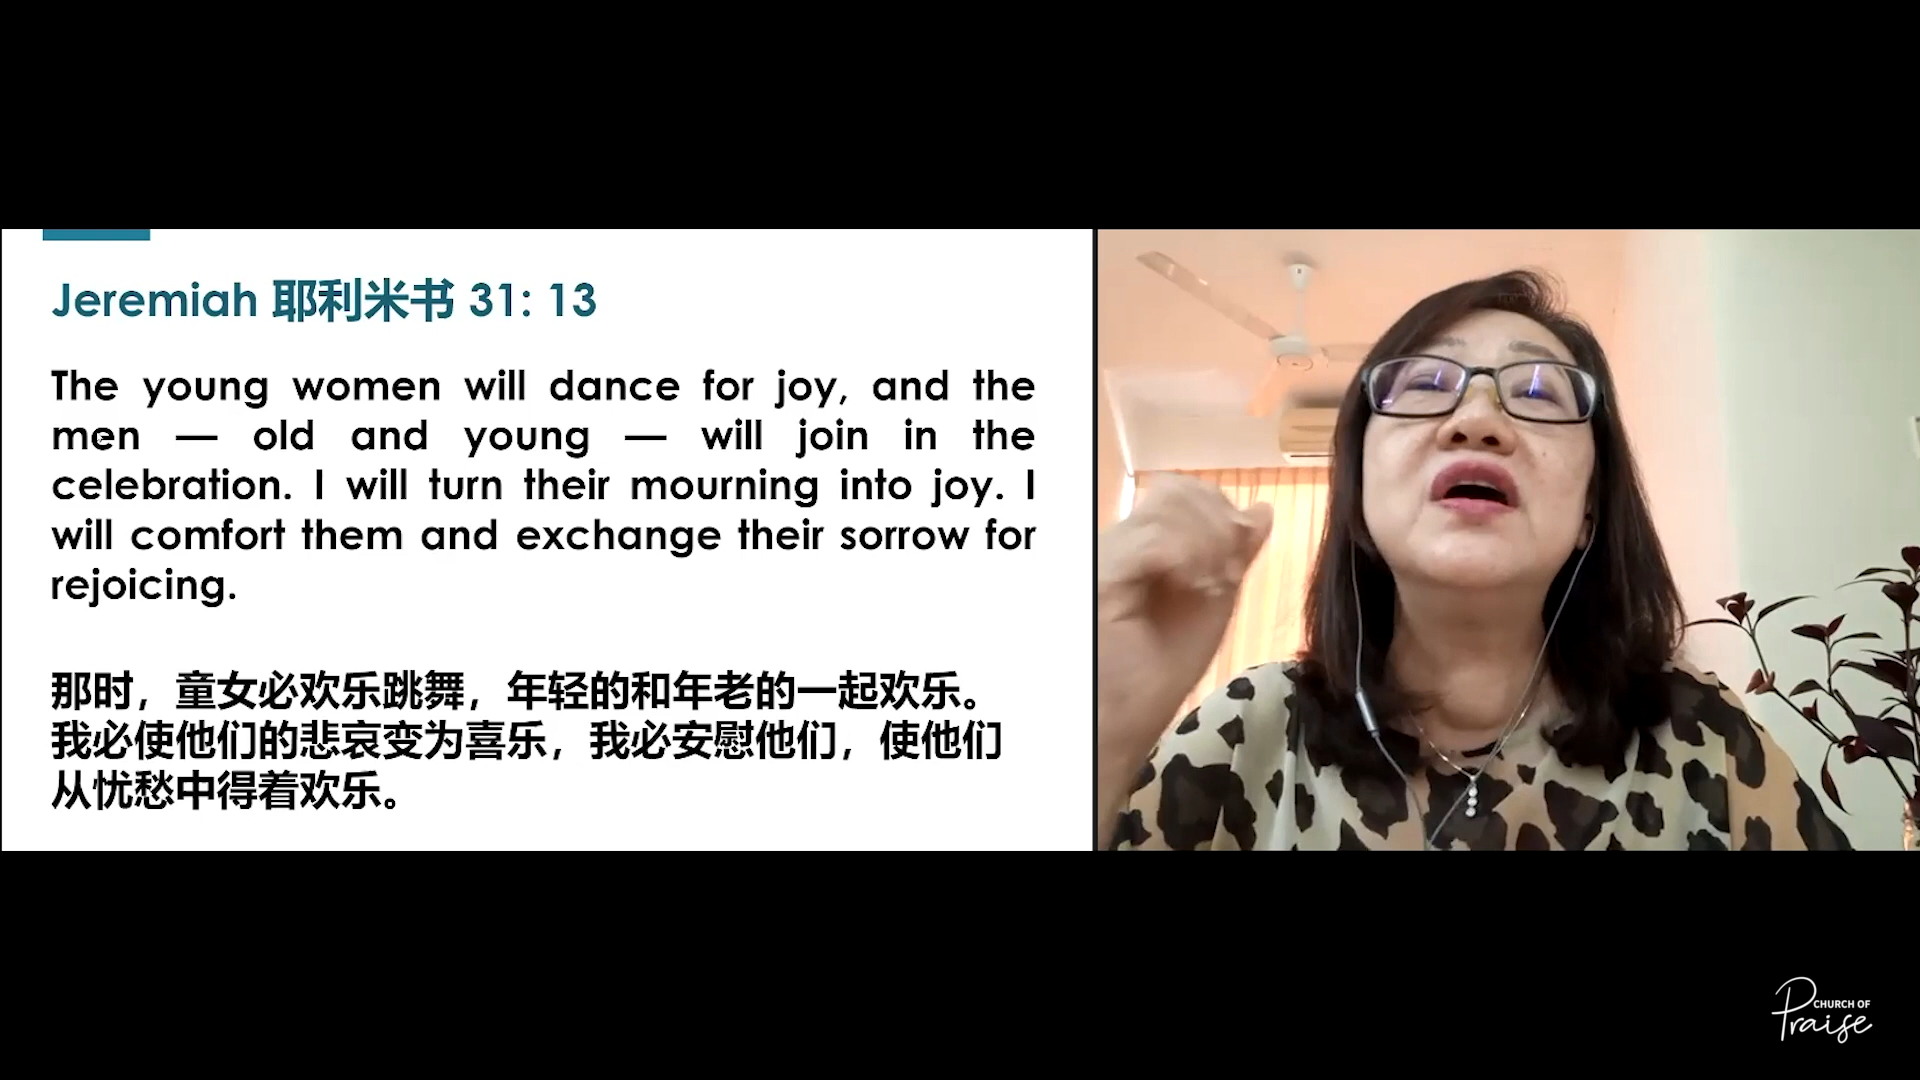 Jeremiah 耶利米书 31: 13
The young women will dance for joy, and the
men — old and young — will join in the
celebration. I will turn their mourning into joy. I
will comfort them and exchange their sorrow for
rejoicing.
那时，童女必欢乐跳舞，年轻的和年老的一起欢乐。
我必使他们的悲哀变为喜乐，我必安慰他们，使他们
从忧愁中得着欢乐。
CHURCH OF
Praise